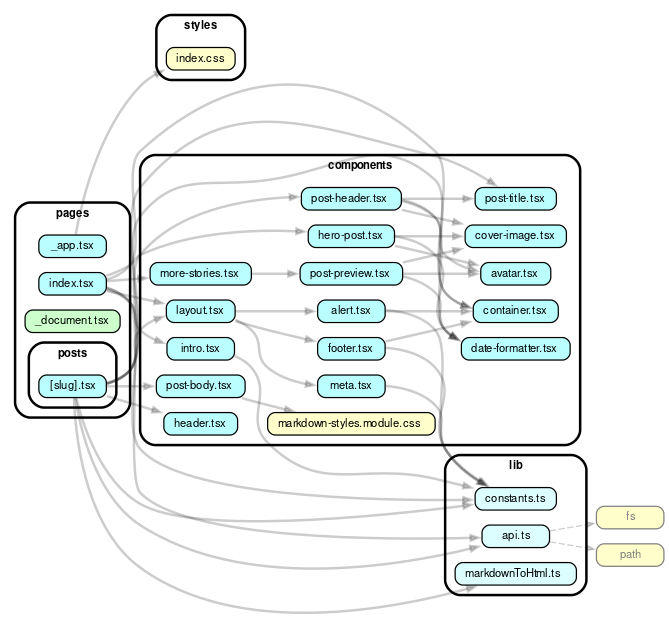 styles
index.css
components
post-header.tsx
post-title.tsx
hero-post.tsx
cover-image.tsx
more-stories.tsx
post-preview.tsx
avatar.tsx
layout.tsx
alert.tsx
container.tsx
intro.tsx
footer.tsx
date-formatter.tsx
post-body.tsx
meta.tsx
header.tsx
markdown-styles.module.css
pages
_app.tsx
index.tsx
_document.tsx
posts
[slug].tsx
lib
constants.ts
api.ts
markdownToHtml.ts
fs
path